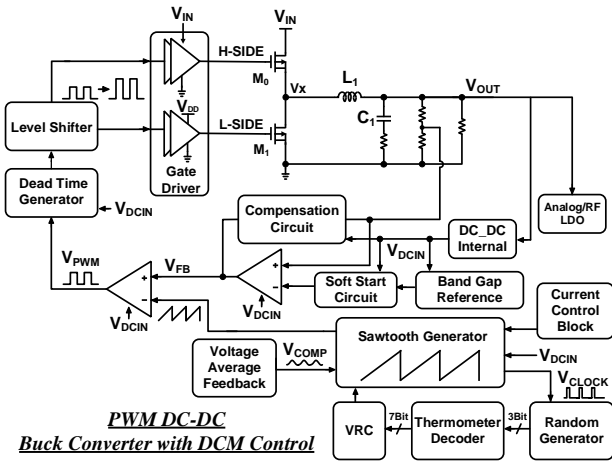 V_IN
V_IN
H-SIDE
M_0
Vx
L_1
V_OUT
C_1
Level Shifter
V_DD
L-SIDE
M_1
Gate
Driver
Dead Time
Generator
V_DCIN
Compensation
Circuit
Analog/RF
LDO
DC_DC
Internal
V_DCIN
V_PWM
V_FB
+
−
+
−
Soft Start
Circuit
Band Gap
Reference
V_DCIN
V_DCIN
Current
Control
Block
Sawtooth Generator
V_DCIN
Voltage
Average
Feedback
V_COMP
V_CLOCK
PWM DC-DC
Buck Converter with DCM Control
VRC
7Bit
Thermometer
Decoder
3Bit
Random
Generator